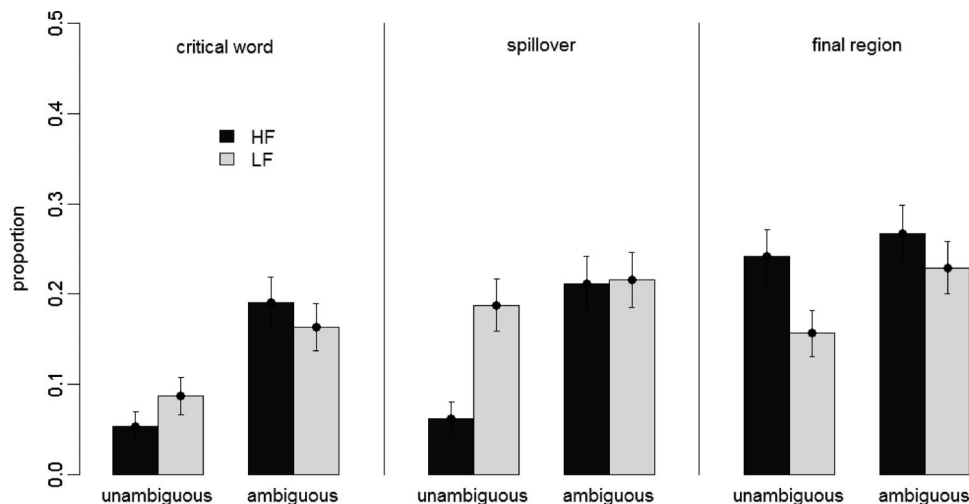 critical word
spillover
final region
HF
LF
proportion
0.5
0.4
0.3
0.2
0.1
0.0
unambiguous
ambiguous
unambiguous
ambiguous
unambiguous
ambiguous